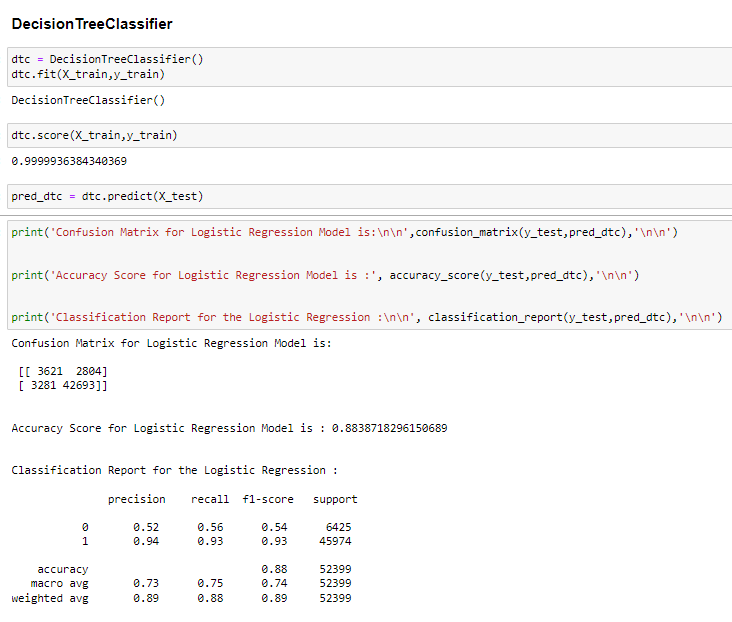 DecisionTreeClassifier
dtc = DecisionTreeClassifier()
dtc.fit(X_train,y_train)
DecisionTreeClassifier()
dtc.score(X_train,y_train)
0.9999936384340369
pred_dtc = dtc.predict(X_test)
print('Confusion Matrix for Logistic Regression Model is:\n\n',confusion_matrix(y_test,pred_dtc),'\n\n')
print('Accuracy Score for Logistic Regression Model is :', accuracy_score(y_test,pred_dtc),'\n\n')
print('Classification Report for the Logistic Regression :\n\n', classification_report(y_test,pred_dtc),'\n\n')
Confusion Matrix for Logistic Regression Model is:
[[ 3621  2804]
[ 3281 42693]]
Accuracy Score for Logistic Regression Model is : 0.8838718296150689
Classification Report for the Logistic Regression :
precision    recall  f1-score   support
0       0.52      0.56      0.54      6425
1       0.94      0.93      0.93     45974
accuracy                           0.88     52399
macro avg       0.73      0.75      0.74     52399
weighted avg       0.89      0.88      0.89     52399